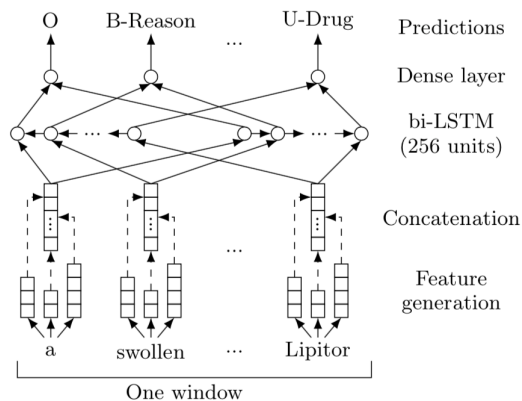 O B-Reason ... U-Drug Predictions
Dense layer
... ... bi-LSTM
(256 units)
Concatenation
...
Feature
generation
a swollen ... Lipitor
One window